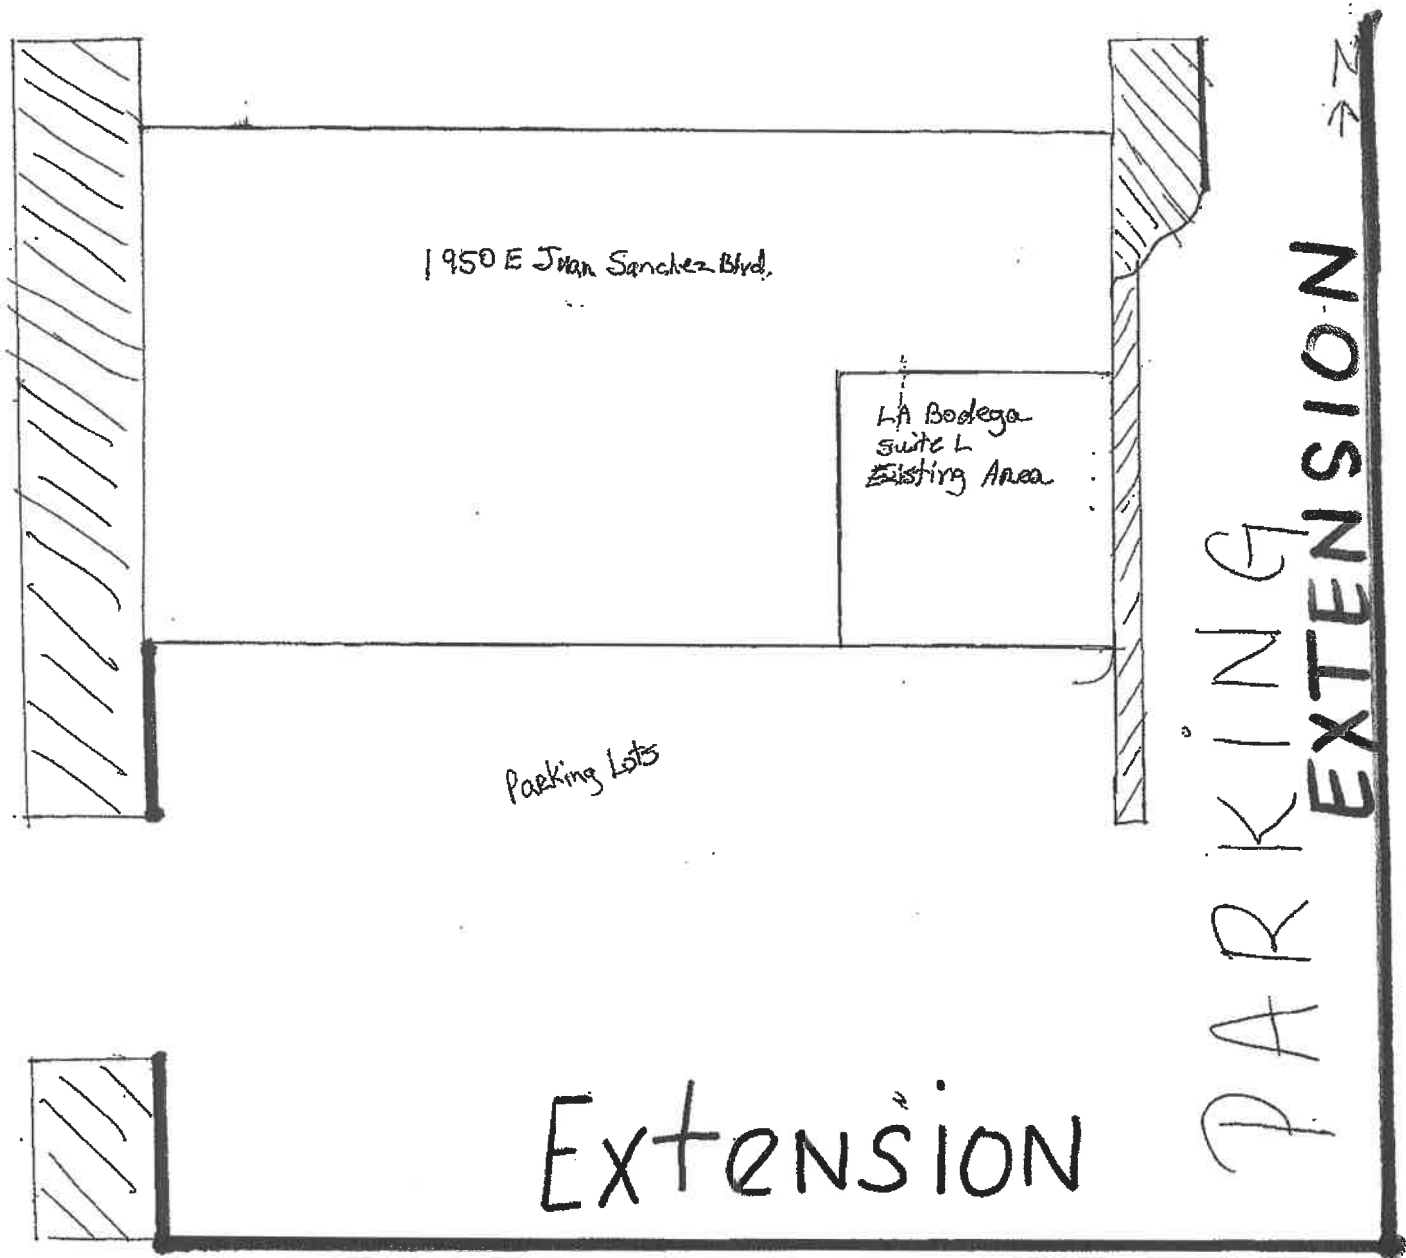 N
1950 E Juan Sanchez Blvd.
LA Bodega
Suite L
Existing Area
Parking Lots
PARKiNG
EXTENSION
ExteNSiON